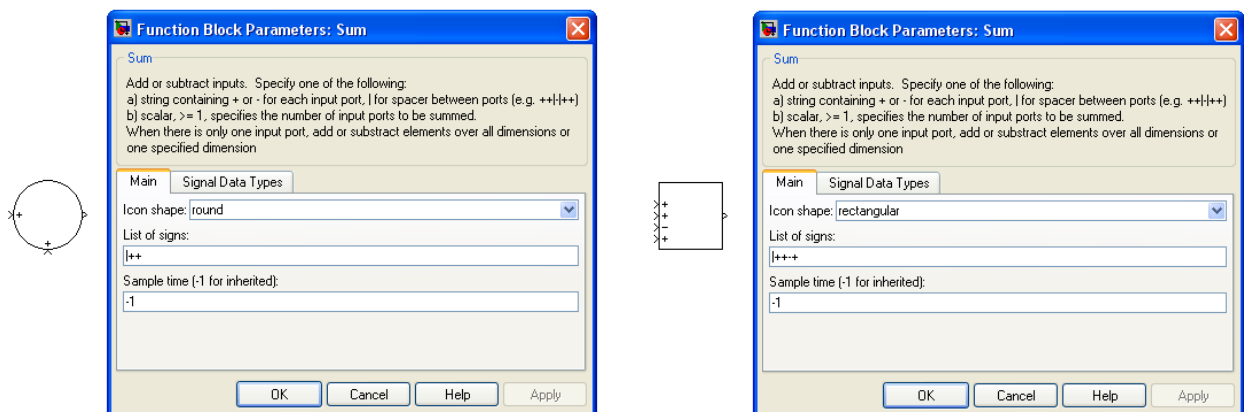 Function Block Parameters: Sum
Sum
Add or subtract inputs. Specify one of the following:
a) string containing + or - for each input port, | for spacer between ports (e.g. ++|-|++)
b) scalar, >= 1, specifies the number of input ports to be summed.
When there is only one input port, add or substract elements over all dimensions or
one specified dimension
Main Signal Data Types
Icon shape: round
List of signs:
|++
Sample time (-1 for inherited):
-1
OK Cancel Help Apply
+
+
Function Block Parameters: Sum
Sum
Add or subtract inputs. Specify one of the following:
a) string containing + or - for each input port, | for spacer between ports (e.g. ++|-|++)
b) scalar, >= 1, specifies the number of input ports to be summed.
When there is only one input port, add or substract elements over all dimensions or
one specified dimension
Main Signal Data Types
Icon shape: rectangular
List of signs:
|++-+
Sample time (-1 for inherited):
-1
OK Cancel Help Apply
+
+
−
+